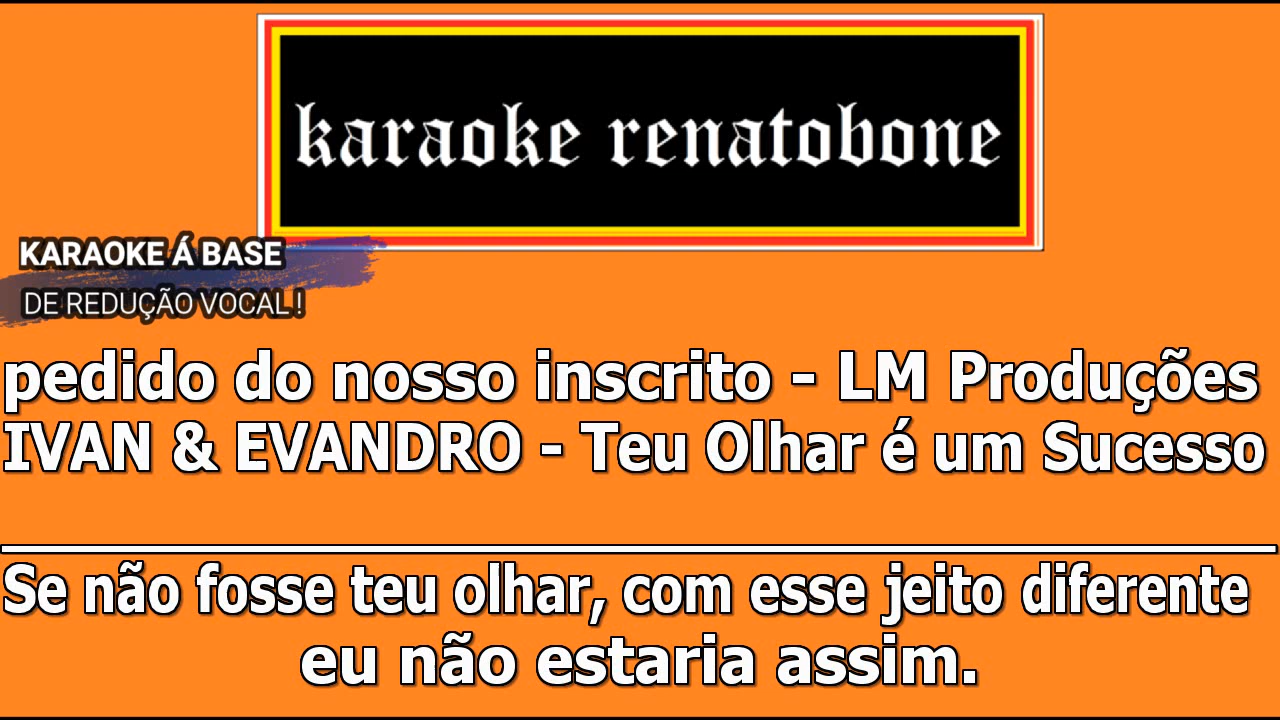 karaoke renatobone
KARAOKE Á BASE
DE REDUÇÃO VOCAL !
pedido do nosso inscrito - LM Produções
IVAN & EVANDRO - Teu Olhar é um Sucesso
Se não fosse teu olhar, com esse jeito diferente
eu não estaria assim.